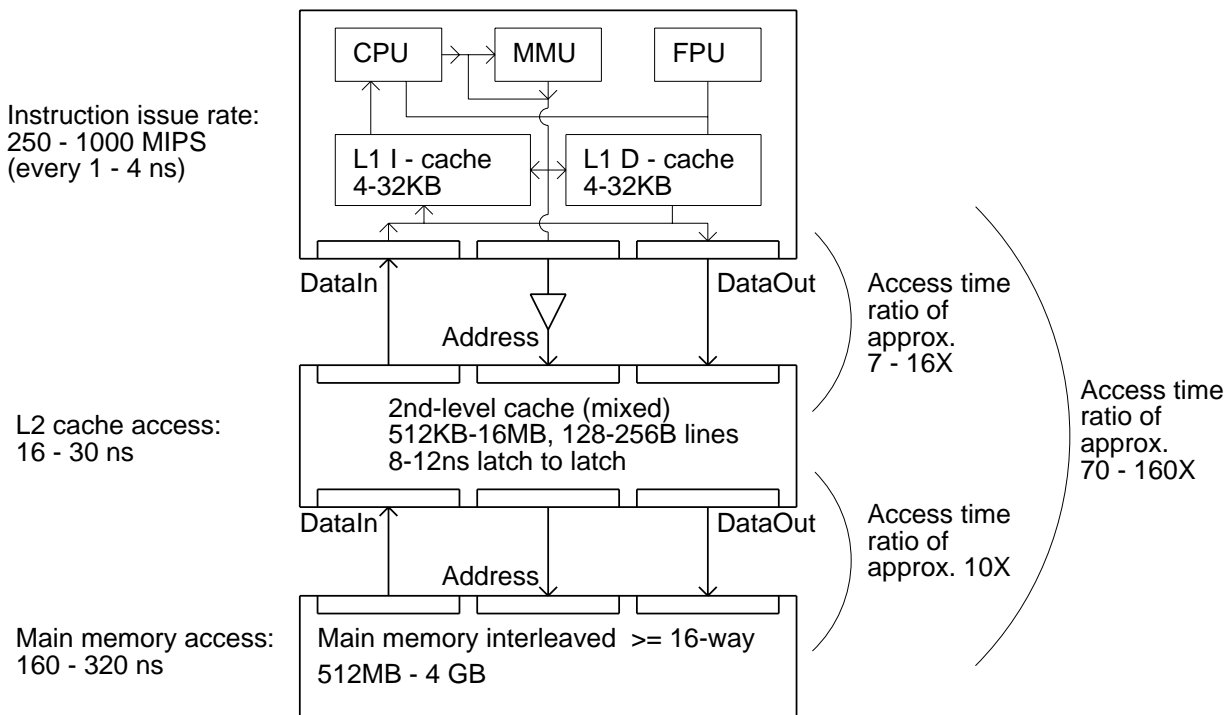 CPU
MMU
FPU
Instruction issue rate:
250 - 1000 MIPS
(every 1 - 4 ns)
L1 I - cache
4-32KB
L1 D - cache
4-32KB
DataIn
DataOut
Address
Access time
ratio of
approx.
7 - 16X
L2 cache access:
16 - 30 ns
2nd-level cache (mixed)
512KB-16MB, 128-256B lines
8-12ns latch to latch
Access time
ratio of
approx.
70 - 160X
DataIn
DataOut
Address
Access time
ratio of
approx. 10X
Main memory access:
160 - 320 ns
Main memory interleaved >= 16-way
512MB - 4 GB